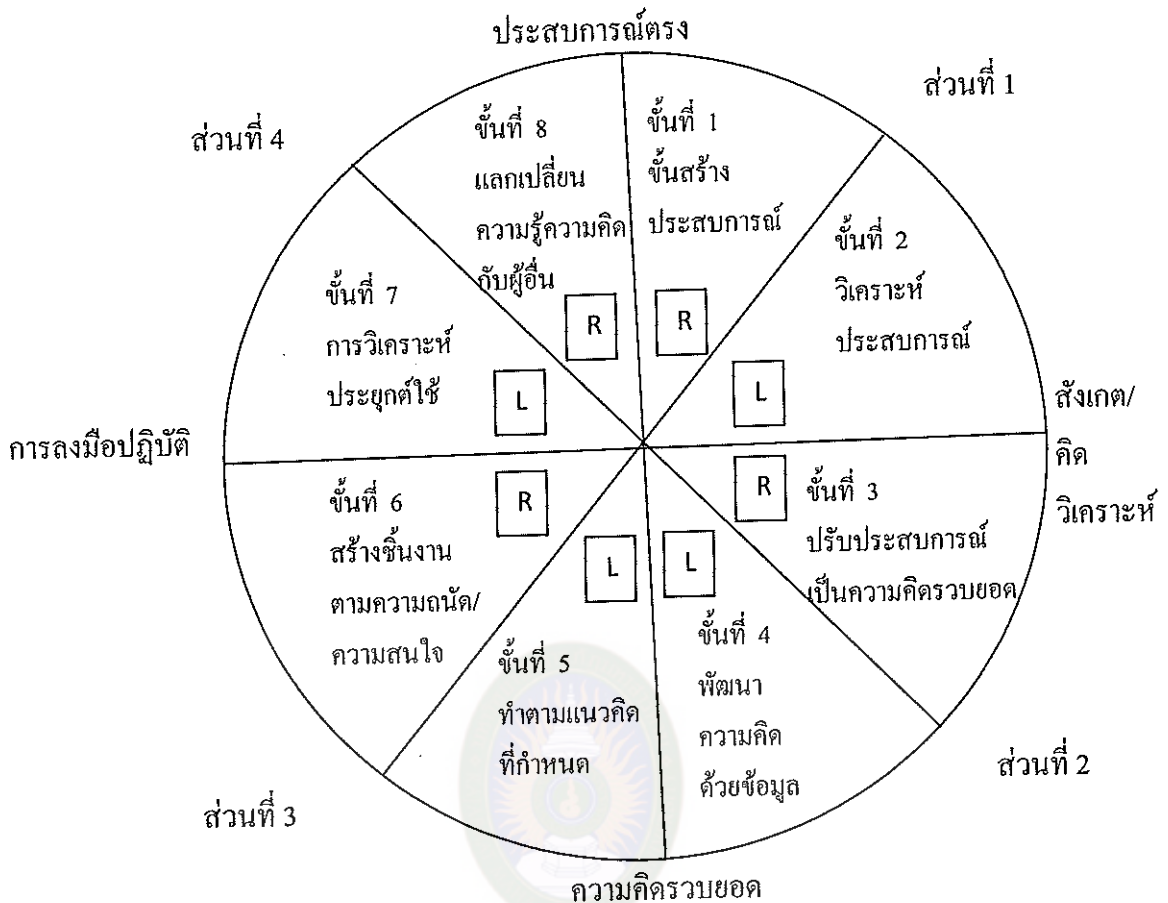 ประสบการณ์ตรง
ส่วนที่ 1
ส่วนที่ 4
ขั้นที่ 1
ขั้นสร้าง
ประสบการณ์
R
ขั้นที่ 2
วิเคราะห์
ประสบการณ์
L
สังเกต/
คิด
วิเคราะห์
ขั้นที่ 3
ปรับประสบการณ์
เป็นความคิดรวบยอด
R
ขั้นที่ 4
พัฒนา
ความคิด
ด้วยข้อมูล
L
ส่วนที่ 2
ความคิดรวบยอด
ขั้นที่ 5
ทำตามแนวคิด
ที่กำหนด
L
ส่วนที่ 3
ขั้นที่ 6
สร้างชิ้นงาน
ตามความถนัด/
ความสนใจ
R
การลงมือปฏิบัติ
ขั้นที่ 7
การวิเคราะห์
ประยุกต์ใช้
L
ขั้นที่ 8
แลกเปลี่ยน
ความรู้ความคิด
กับผู้อื่น
R